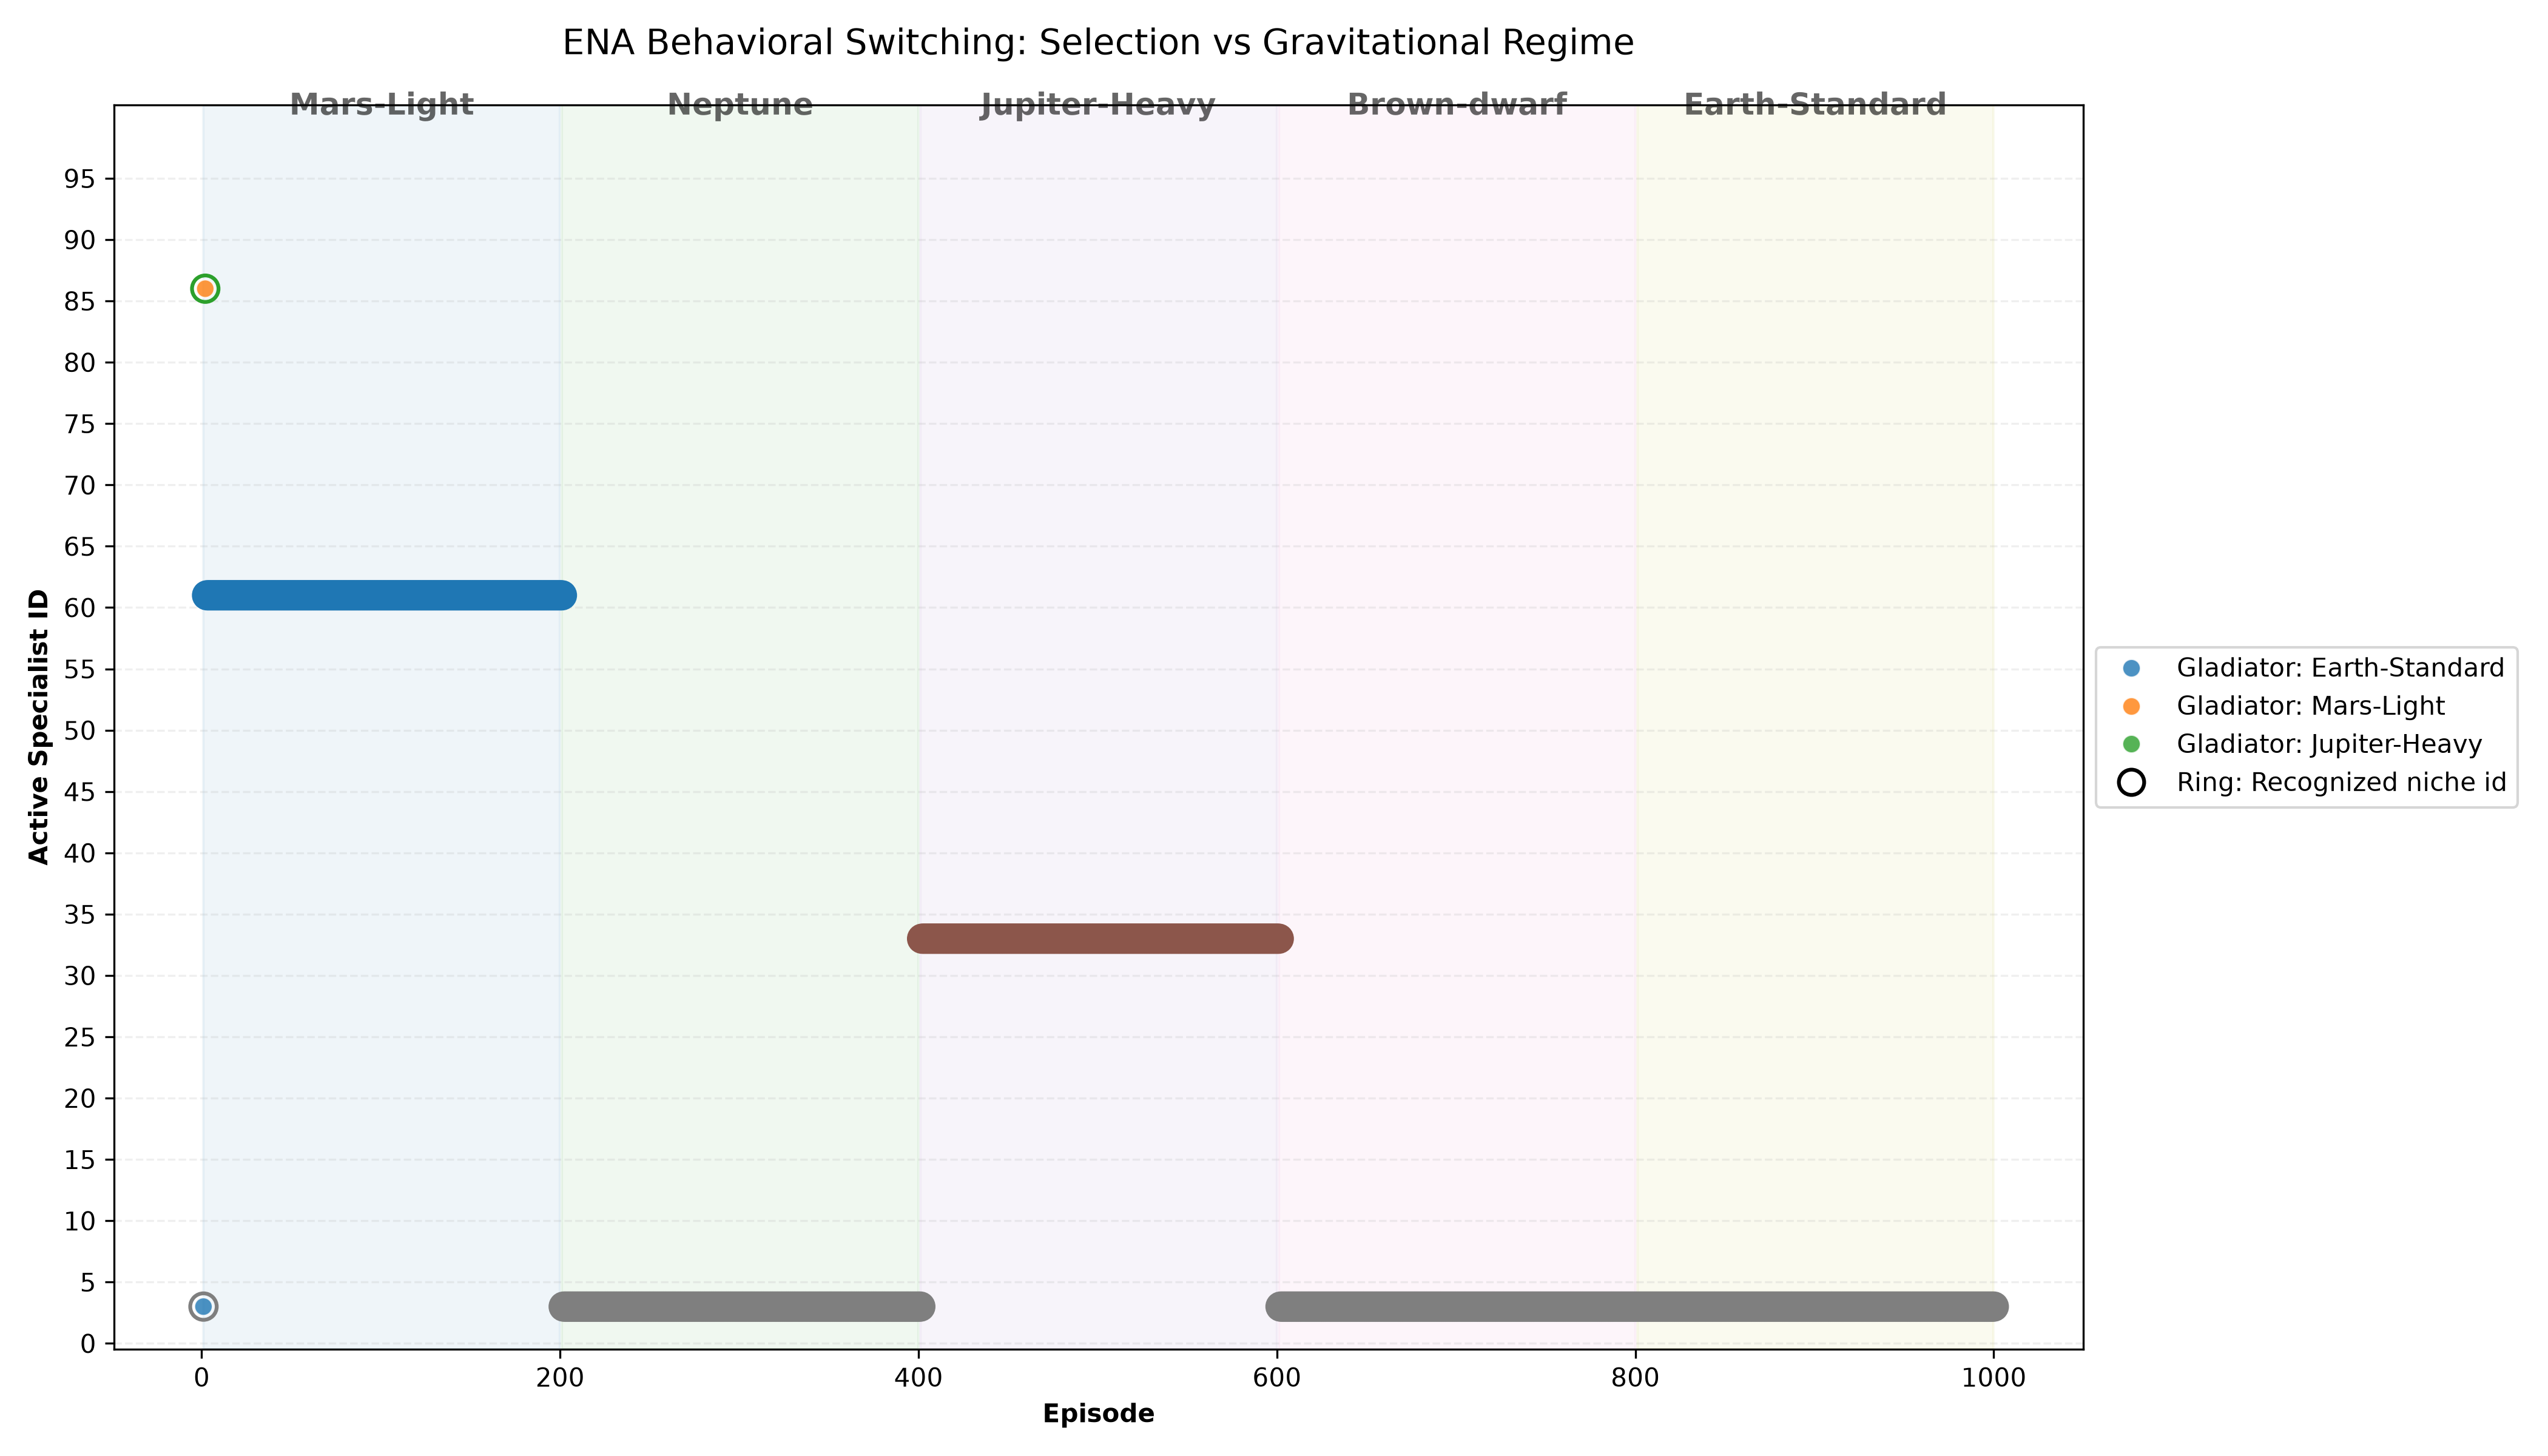 ENA Behavioral Switching: Selection vs Gravitational Regime
Mars-Light Neptune Jupiter-Heavy Brown-dwarf Earth-Standard
95
90
85
80
75
70
65
60
55
50
45
40
35
30
25
20
15
10
5
0
Active Specialist ID
0 200 400 600 800 1000
Episode
Gladiator: Earth-Standard
Gladiator: Mars-Light
Gladiator: Jupiter-Heavy
Ring: Recognized niche id